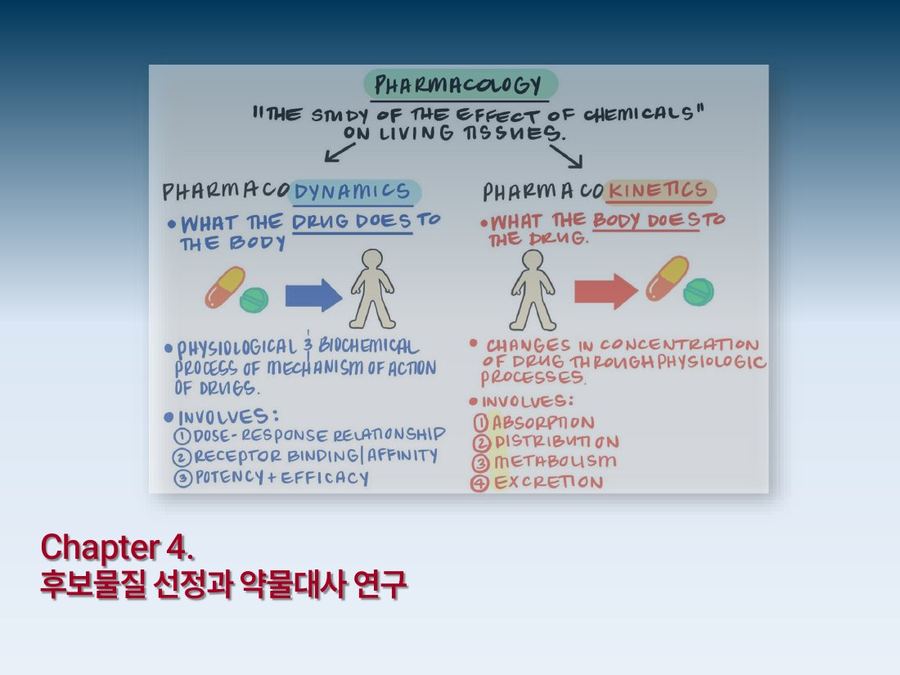 PHARMACOLOGY
"THE STUDY OF THE EFFECT OF CHEMICALS"
ON LIVING TISSUES.
PHARMACODYNAMICS
• WHAT THE DRUG DOES TO
THE BODY
• PHYSIOLOGICAL & BIOCHEMICAL
PROCESS OF MECHANISM OF ACTION
OF DRUGS.
• INVOLVES:
① DOSE-RESPONSE RELATIONSHIP
② RECEPTOR BINDING/AFFINITY
③ POTENCY + EFFICACY
PHARMACOKINETICS
• WHAT THE BODY DOES TO
THE DRUG.
• CHANGES IN CONCENTRATION
OF DRUG THROUGH PHYSIOLOGIC
PROCESSES.
• INVOLVES:
① ABSORPTION
② DISTRIBUTION
③ METABOLISM
④ EXCRETION
Chapter 4.
후보물질 선정과 약물대사 연구